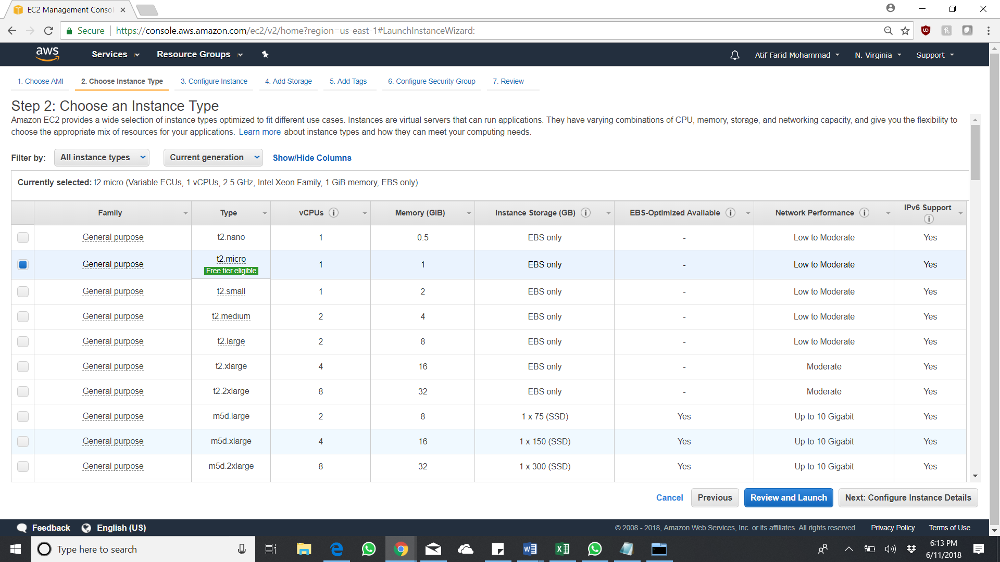 EC2 Management Conso
Secure https://console.aws.amazon.com/ec2/v2/home?region=us-east-1#LaunchInstanceWizard:
aws Services Resource Groups Atif Farid Mohammad N. Virginia Support
1. Choose AMI 2. Choose Instance Type 3. Configure Instance 4. Add Storage 5. Add Tags 6. Configure Security Group 7. Review
Step 2: Choose an Instance Type
Amazon EC2 provides a wide selection of instance types optimized to fit different use cases. Instances are virtual servers that can run applications. They have varying combinations of CPU, memory, storage, and networking capacity, and give you the flexibility to
choose the appropriate mix of resources for your applications. Learn more about instance types and how they can meet your computing needs.
Filter by: All instance types Current generation Show/Hide Columns
Currently selected: t2.micro (Variable ECUs, 1 vCPUs, 2.5 GHz, Intel Xeon Family, 1 GiB memory, EBS only)
Family Type vCPUs Memory (GiB) Instance Storage (GB) EBS-Optimized Available Network Performance IPv6 Support
General purpose t2.nano 1 0.5 EBS only - Low to Moderate Yes
General purpose t2.micro 1 1 EBS only - Low to Moderate Yes
Free tier eligible
General purpose t2.small 1 2 EBS only - Low to Moderate Yes
General purpose t2.medium 2 4 EBS only - Low to Moderate Yes
General purpose t2.large 2 8 EBS only - Low to Moderate Yes
General purpose t2.xlarge 4 16 EBS only - Moderate Yes
General purpose t2.2xlarge 8 32 EBS only - Moderate Yes
General purpose m5d.large 2 8 1 x 75 (SSD) Yes Up to 10 Gigabit Yes
General purpose m5d.xlarge 4 16 1 x 150 (SSD) Yes Up to 10 Gigabit Yes
General purpose m5d.2xlarge 8 32 1 x 300 (SSD) Yes Up to 10 Gigabit Yes
Cancel Previous Review and Launch Next: Configure Instance Details
Feedback English (US) © 2008 - 2018, Amazon Web Services, Inc. or its affiliates. All rights reserved. Privacy Policy Terms of Use
Type here to search
6:13 PM
6/11/2018